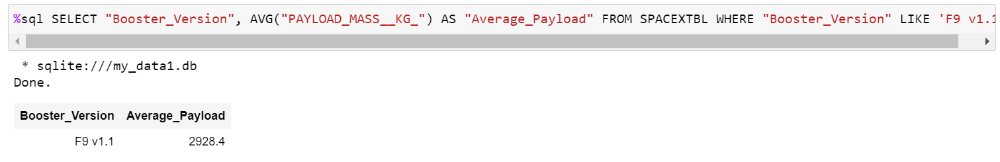 %sql SELECT "Booster_Version", AVG("PAYLOAD_MASS__KG_") AS "Average_Payload" FROM SPACEXTBL WHERE "Booster_Version" LIKE 'F9 v1.1
* sqlite:///my_data1.db
Done.
Booster_Version Average_Payload
F9 v1.1 2928.4